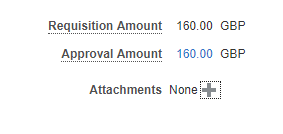 Requisition Amount 160.00 GBP
Approval Amount 160.00 GBP
Attachments None